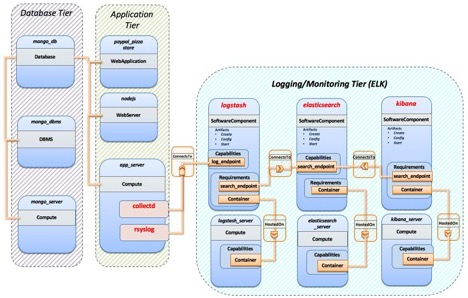 Database Tier
mongo_db
Database
mongo_dbms
DBMS
mongo_server
Compute
Application
Tier
paypal_pizza
store
WebApplication
nodejs
WebServer
app_server
Compute
collectd
rsyslog
ConnectsTo
Logging/Monitoring Tier (ELK)
logstash
SoftwareComponent
Artifacts
• Create
• Config
• Start
Capabilities
log_endpoint
Requirements
search_endpoint
Container
logstash_server
Compute
Capabilities
Container
ConnectsTo
HostedOn
elasticsearch
SoftwareComponent
Artifacts
• Create
• Config
• Start
Capabilities
search_endpoint
Requirements
Container
elasticsearch
_server
Compute
Capabilities
Container
ConnectsTo
HostedOn
kibana
SoftwareComponent
Artifacts
• Create
• Config
• Start
Requirements
search_endpoint
Container
kibana_server
Compute
Capabilities
Container
HostedOn